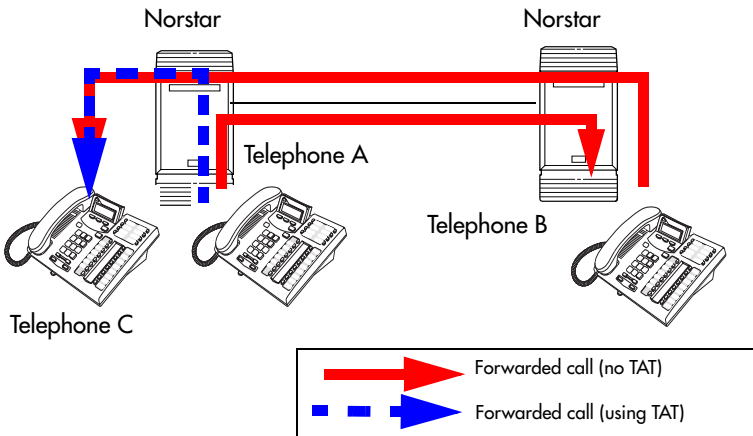 Norstar
Norstar
Telephone A
Telephone B
Telephone C
Forwarded call (no TAT)
Forwarded call (using TAT)